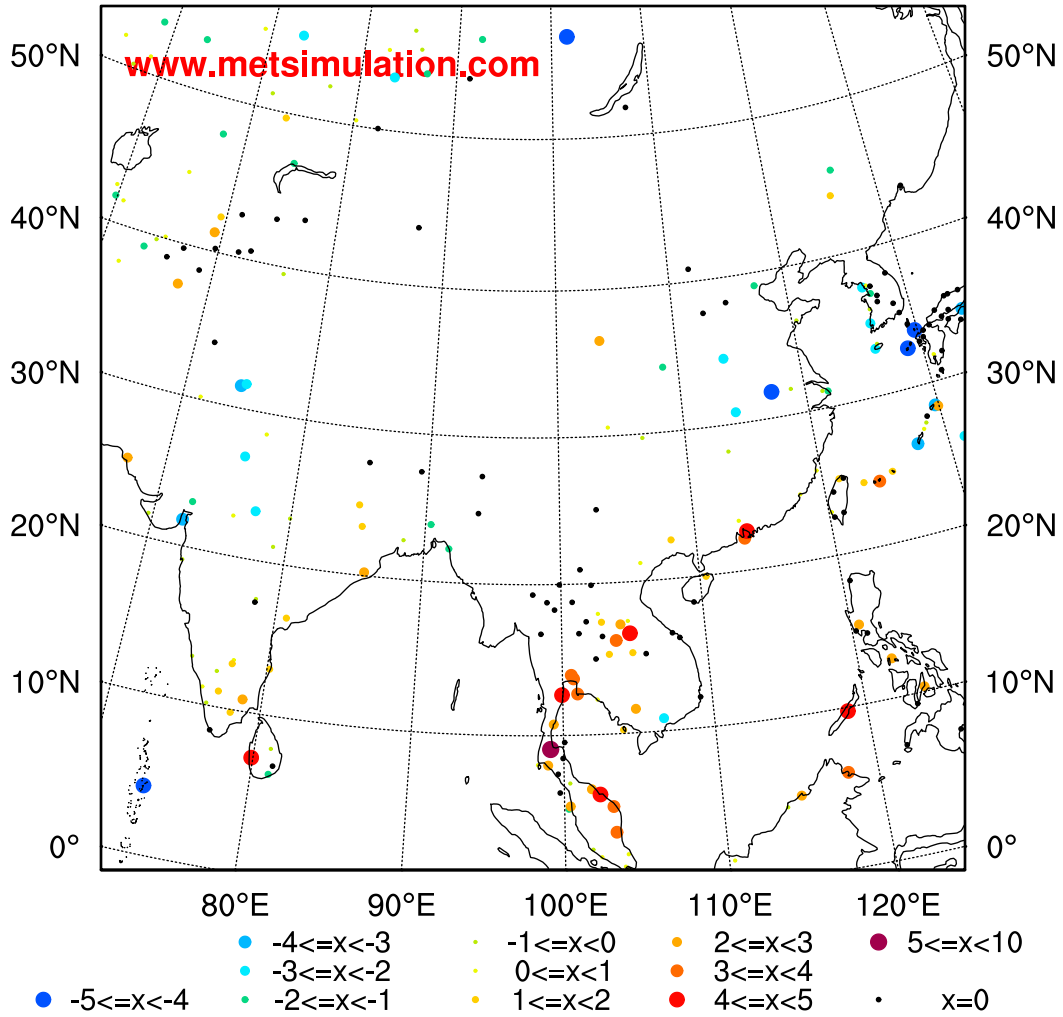 50°N 50°N
www.metsimulation.com
40°N 40°N
30°N 30°N
20°N 20°N
10°N 10°N
0° 0°
80°E 90°E 100°E 110°E 120°E
-4<=x<-3 -1<=x<0 2<=x<3 5<=x<10
-3<=x<-2 0<=x<1 3<=x<4
-5<=x<-4 -2<=x<-1 1<=x<2 4<=x<5 x=0